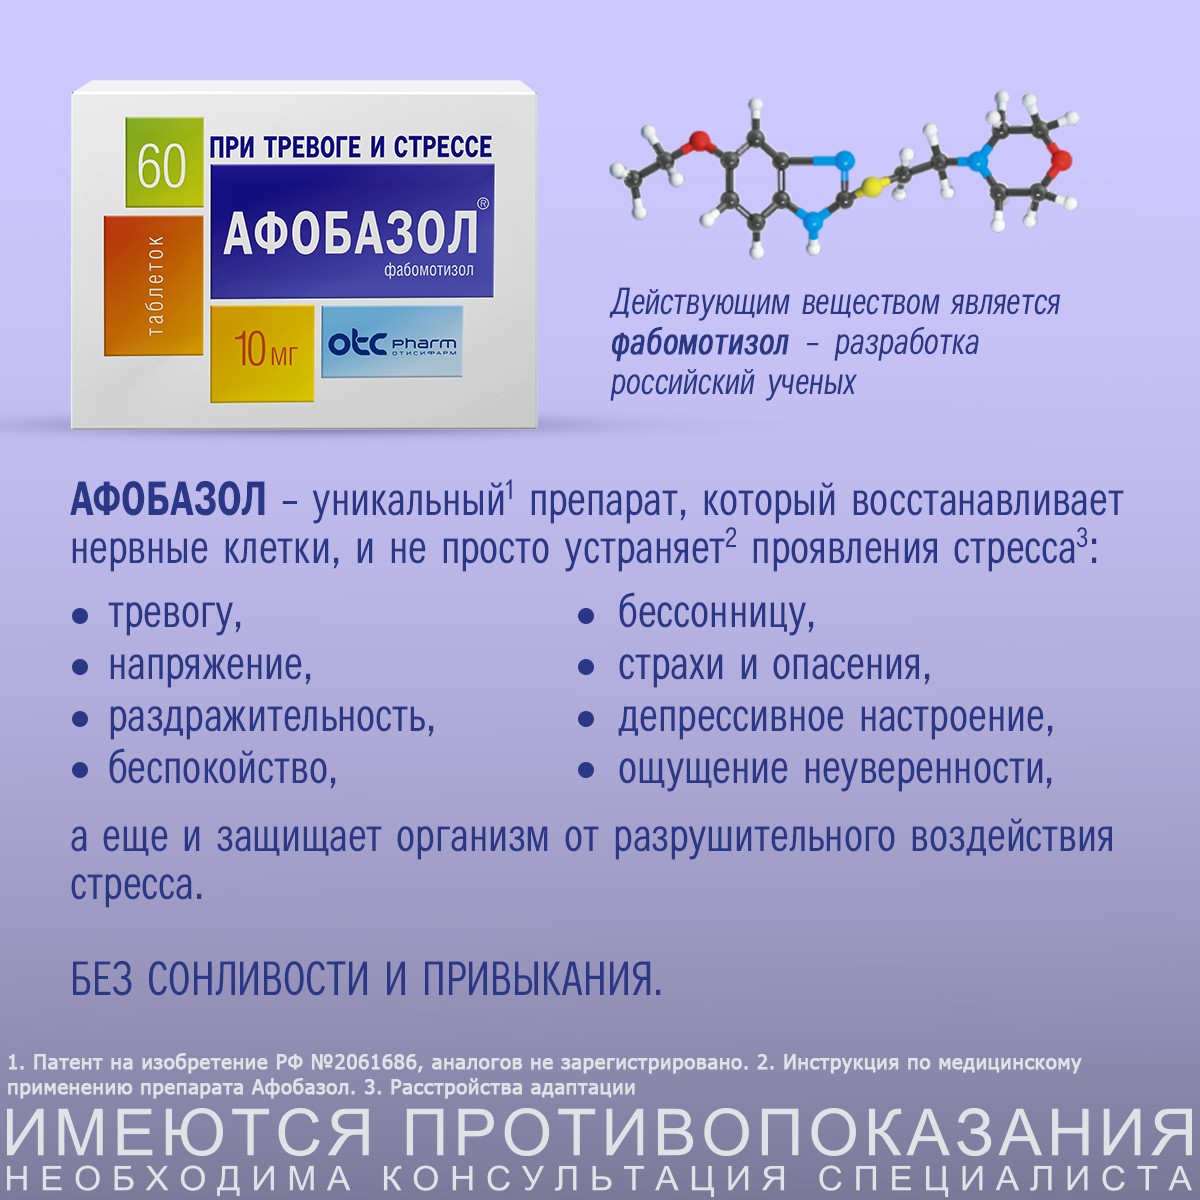 60
таблеток
ПРИ ТРЕВОГЕ И СТРЕССЕ
АФОБАЗОЛ®
фабомотизол
10 мг
отс pharm
ОТИСИФАРМ
Действующим веществом является
фабомотизол – разработка
российский ученых
АФОБАЗОЛ – уникальный¹ препарат, который восстанавливает
нервные клетки, и не просто устраняет² проявления стресса³:
• тревогу,
• напряжение,
• раздражительность,
• беспокойство,
• бессонницу,
• страхи и опасения,
• депрессивное настроение,
• ощущение неуверенности,
а еще и защищает организм от разрушительного воздействия
стресса.
БЕЗ СОНЛИВОСТИ И ПРИВЫКАНИЯ.
1. Патент на изобретение РФ №2061686, аналогов не зарегистрировано. 2. Инструкция по медицинскому
применению препарата Афобазол. 3. Расстройства адаптации
ИМЕЮТСЯ ПРОТИВОПОКАЗАНИЯ
НЕОБХОДИМА КОНСУЛЬТАЦИЯ СПЕЦИАЛИСТА